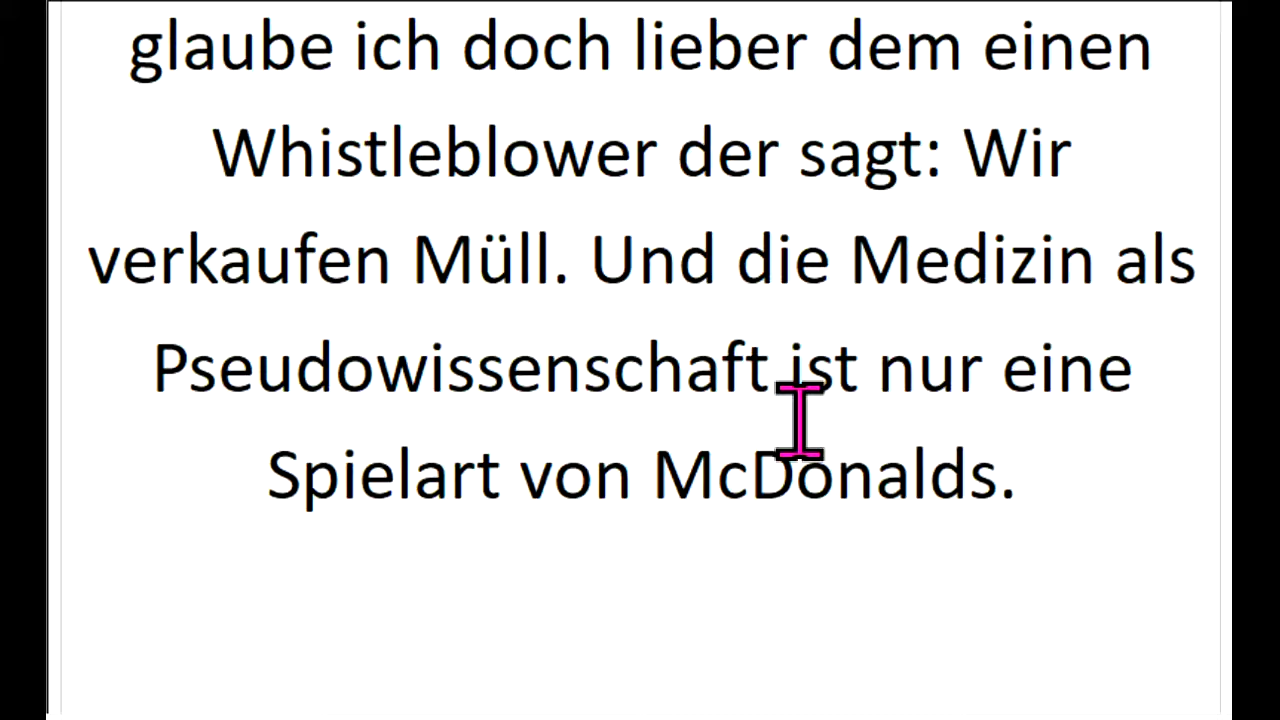 glaube ich doch lieber dem einen
Whistleblower der sagt: Wir
verkaufen Müll. Und die Medizin als
Pseudowissenschaft ist nur eine
Spielart von McDonalds.